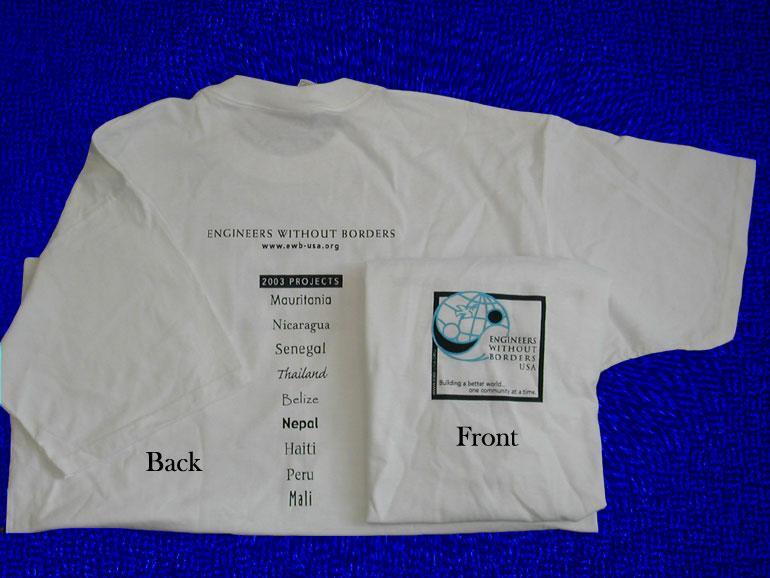 ENGINEERS WITHOUT BORDERS
www.ewb-usa.org
2003 PROJECTS
Mauritania
Nicaragua
Senegal
Thailand
Belize
Nepal
Haiti
Peru
Mali
Back
ENGINEERS
WITHOUT
BORDERS
USA
Building a better world...
one community at a time.
Front